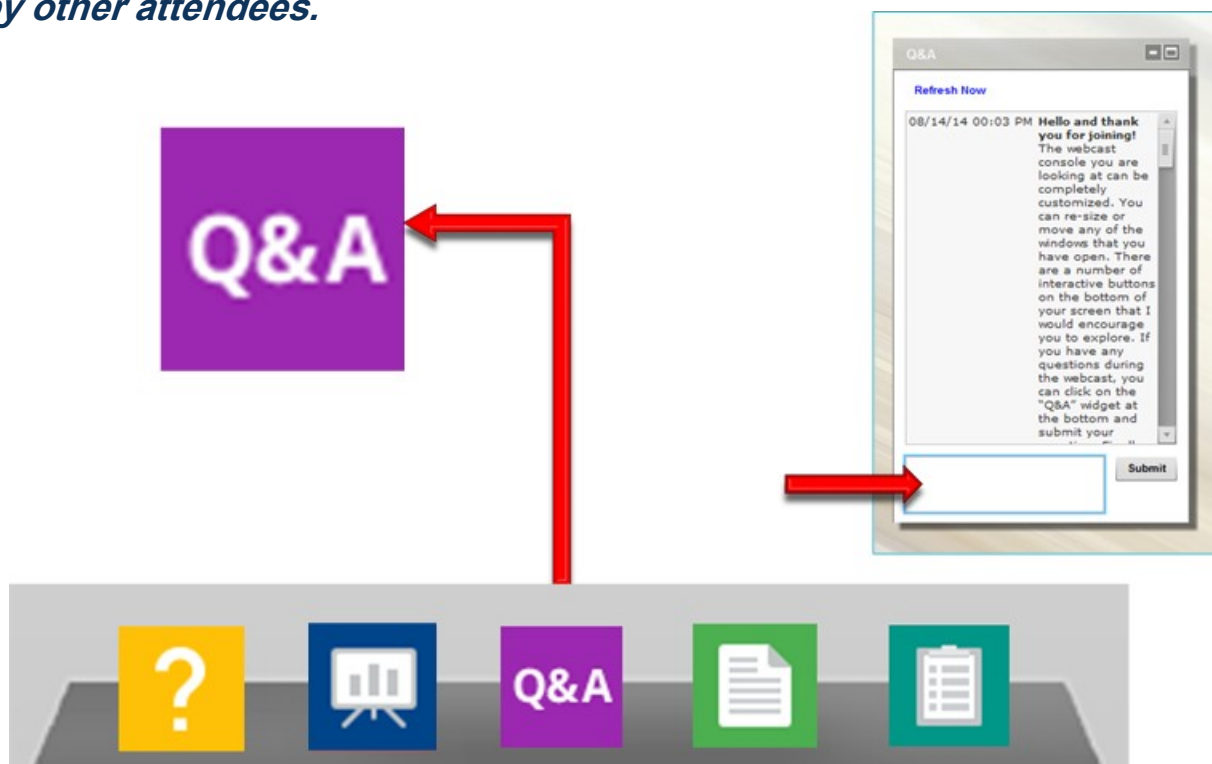 by other attendees.
Q&A
Q&A
Refresh Now
08/14/14 00:03 PM Hello and thank
you for joining!
The webcast
console you are
looking at can be
completely
customized. You
can re-size or
move any of the
windows that you
have open. There
are a number of
interactive buttons
on the bottom of
your screen that I
would encourage
you to explore. If
you have any
questions during
the webcast, you
can click on the
"Q&A" widget at
the bottom and
submit your
Submit
?
Q&A